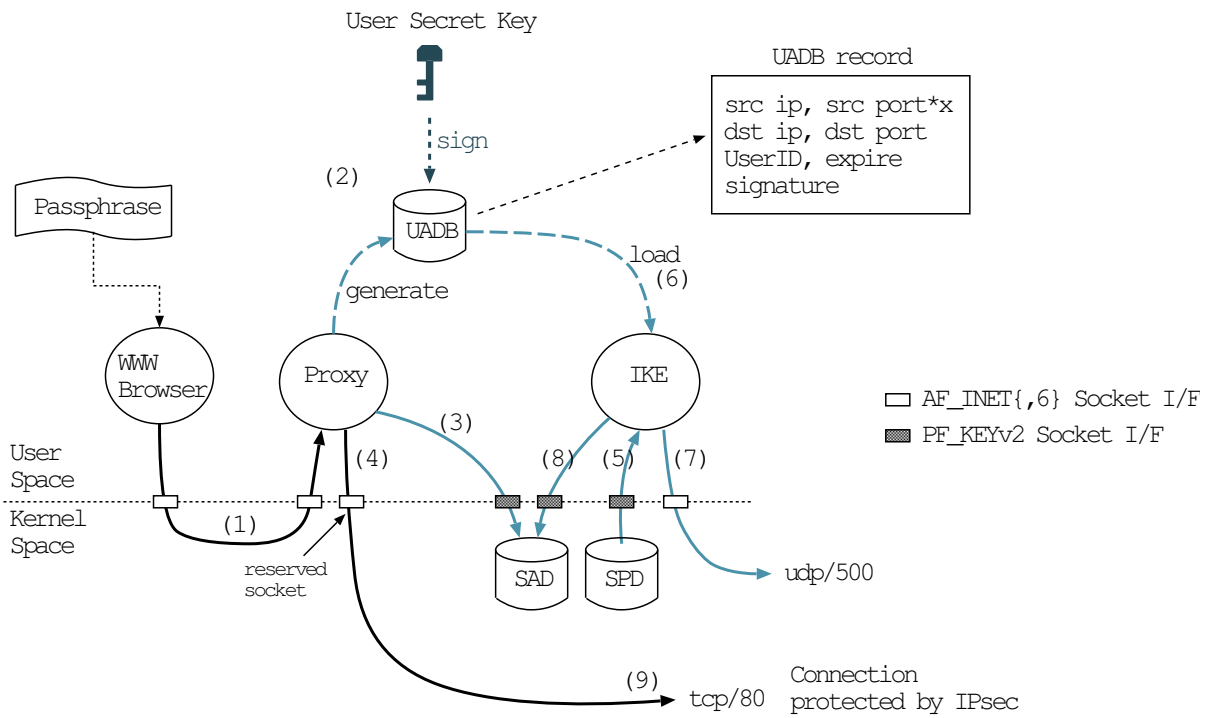 User Secret Key
UADB record
src ip, src port*x
dst ip, dst port
UserID, expire
signature
sign
(2)
Passphrase
UADB
load
(6)
generate
WWW
Browser
Proxy
IKE
AF_INET{,6} Socket I/F
PF_KEYv2 Socket I/F
(3)
(4)
(8)
(5)
(7)
User
Space
Kernel
Space
(1)
reserved
socket
SAD
SPD
udp/500
(9)
tcp/80
Connection
protected by IPsec